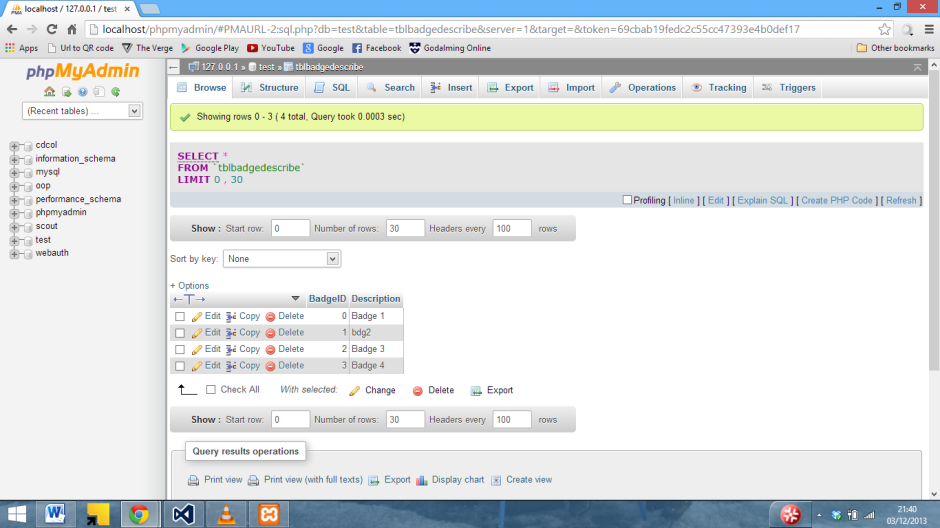 localhost / 127.0.0.1 / test
localhost/phpmyadmin/#PMAURL-2:sql.php?db=test&table=tblbadgedescribe&server=1&target=&token=69cbab19fedc2c55cc47393e4b0def17
Apps Url to QR code The Verge Google Play YouTube Google Facebook Godalming Online Other bookmarks
phpMyAdmin
(Recent tables) ...
cdcol
information_schema
mysql
oop
performance_schema
phpmyadmin
scout
test
webauth
127.0.0.1 » test » tblbadgedescribe
Browse Structure SQL Search Insert Export Import Operations Tracking Triggers
Showing rows 0 - 3 ( 4 total, Query took 0.0003 sec)
SELECT *
FROM `tblbadgedescribe`
LIMIT 0 , 30
Profiling [ Inline ] [ Edit ] [ Explain SQL ] [ Create PHP Code ] [ Refresh ]
Show : Start row: 0 Number of rows: 30 Headers every 100 rows
Sort by key: None
+ Options
←T→ BadgeID Description
Edit Copy Delete 0 Badge 1
Edit Copy Delete 1 bdg2
Edit Copy Delete 2 Badge 3
Edit Copy Delete 3 Badge 4
Check All With selected: Change Delete Export
Show : Start row: 0 Number of rows: 30 Headers every 100 rows
Query results operations
Print view Print view (with full texts) Export Display chart Create view
21:40
03/12/2013